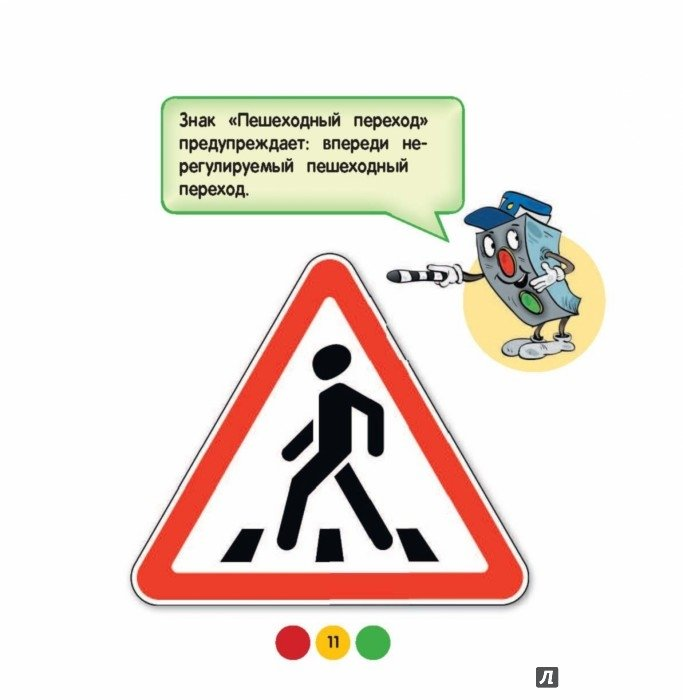 Знак «Пешеходный переход»
предупреждает: впереди не-
регулируемый пешеходный
переход.
11
Л